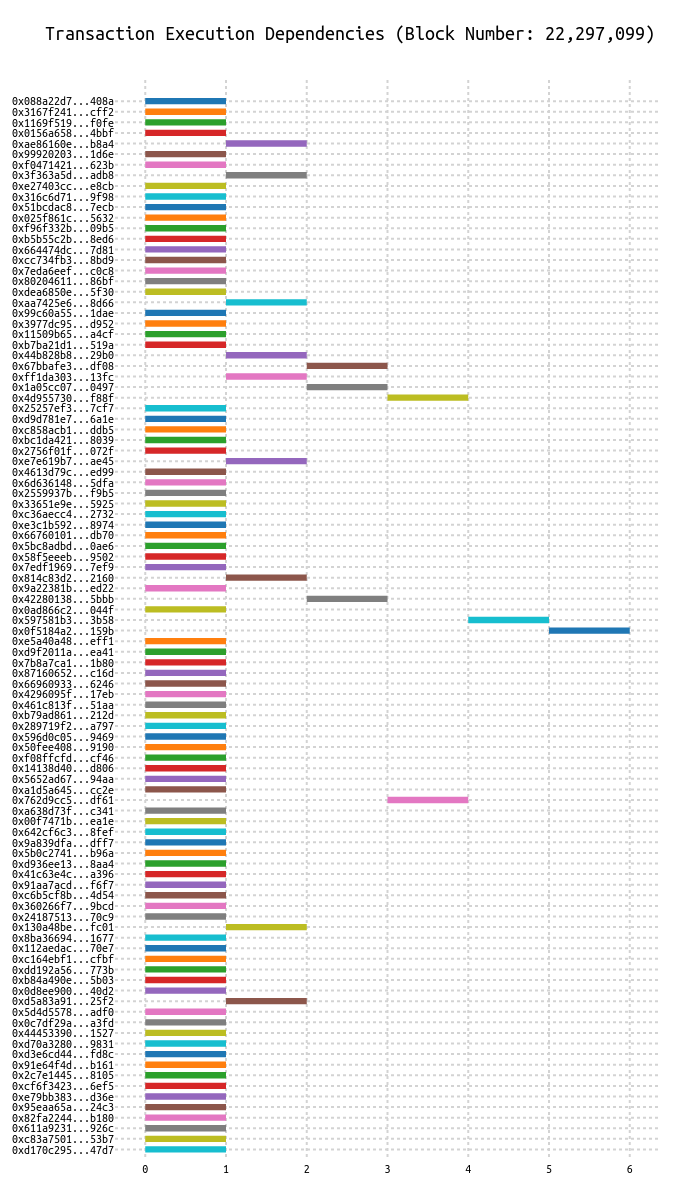 Transaction Execution Dependencies (Block Number: 22,297,099)
0x088a22d7...408a
0x3167f241...cff2
0x1169f519...f0fe
0x0156a658...4bbf
0xae86160e...b8a4
0x99920203...1d6e
0xf0471421...623b
0x3f363a5d...adb8
0xe27403cc...e8cb
0x316c6d71...9f98
0x51bcdac8...7ecb
0x025f861c...5632
0xf96f332b...09b5
0xb5b55c2b...8ed6
0x664474dc...7d81
0xcc734fb3...8bd9
0x7eda6eef...c0c8
0x80204611...86bf
0xdea6850e...5f30
0xaa7425e6...8d66
0x99c60a55...1dae
0x3977dc95...d952
0x11509b65...a4cf
0xb7ba21d1...519a
0x44b828b8...29b0
0x67bbafe3...df08
0xff1da303...13fc
0x1a05cc07...0497
0x4d955730...f88f
0x25257ef3...7cf7
0xd9d781e7...6a1e
0xc858acb1...ddb5
0xbc1da421...8039
0x2756f01f...072f
0xe7e619b7...ae45
0x4613d79c...ed99
0x6d636148...5dfa
0x2559937b...f9b5
0x33651e9e...5925
0xc36aecc4...2732
0xe3c1b592...8974
0x66760101...db70
0x5bc8adbd...0ae6
0x58f5eeeb...9502
0x7edf1969...7ef9
0x814c83d2...2160
0x9a22381b...ed22
0x42280138...5bbb
0x0ad866c2...044f
0x597581b3...3b58
0x0f5184a2...159b
0xe5a40a48...eff1
0xd9f2011a...ea41
0x7b8a7ca1...1b80
0x87160652...c16d
0x66960933...6246
0x4296095f...17eb
0x461c813f...51aa
0xb79ad861...212d
0x289719f2...a797
0x596d0c05...9469
0x50fee408...9190
0xf08ffcfd...cf46
0x14138d40...d806
0x5652ad67...94aa
0xa1d5a645...cc2e
0x762d9cc5...df61
0xa638d73f...c341
0x00f7471b...ea1e
0x642cf6c3...8fef
0x9a839dfa...dff7
0x5b0c2741...b96a
0xd936ee13...8aa4
0x41c63e4c...a396
0x91aa7acd...f6f7
0xc6b5cf8b...4d54
0x360266f7...9bcd
0x24187513...70c9
0x130a48be...fc01
0x8ba36694...1677
0x112aedac...70e7
0xc164ebf1...cfbf
0xdd192a56...773b
0xb84a490e...5b03
0x0d8ee900...40d2
0xd5a83a91...25f2
0x5d4d5578...adf0
0x0c7df29a...a3fd
0x44453390...1527
0xd70a3280...9831
0xd3e6cd44...fd8c
0x91e64f4d...b161
0x2c7e1445...8105
0xcf6f3423...6ef5
0xe79bb383...d36e
0x95eaa65a...24c3
0x82fa2244...b180
0x611a9231...926c
0xc83a7501...53b7
0xd170c295...47d7
0 1 2 3 4 5 6